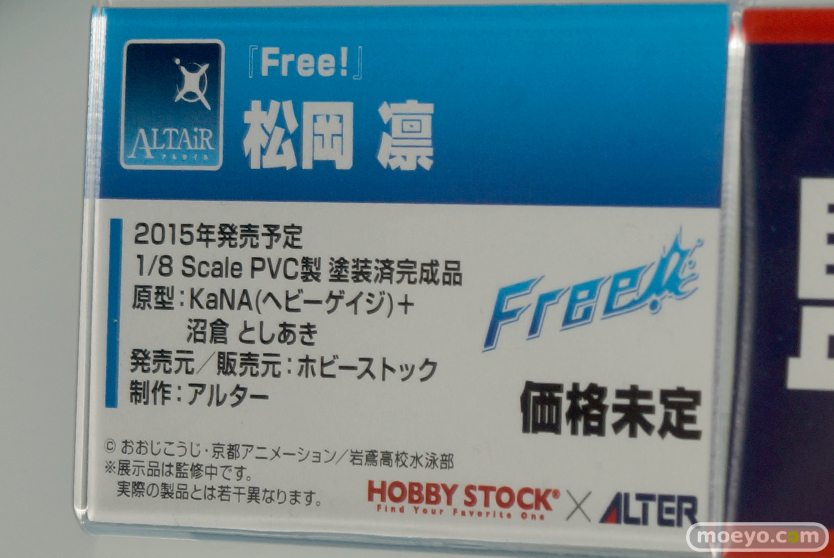 『Free!』
ALTAiR
アルタイル
松岡 凛
2015年発売予定
1/8 Scale PVC製 塗装済完成品
原型：KaNA(ヘビーゲイジ)＋
沼倉 としあき
発売元／販売元：ホビーストック
制作：アルター
Free!
価格未定
© おおじこうじ・京都アニメーション／岩鳶高校水泳部
※展示品は監修中です。
実際の製品とは若干異なります。
HOBBY STOCK® × ALTER
Find Your Favorite One
moeyo.com